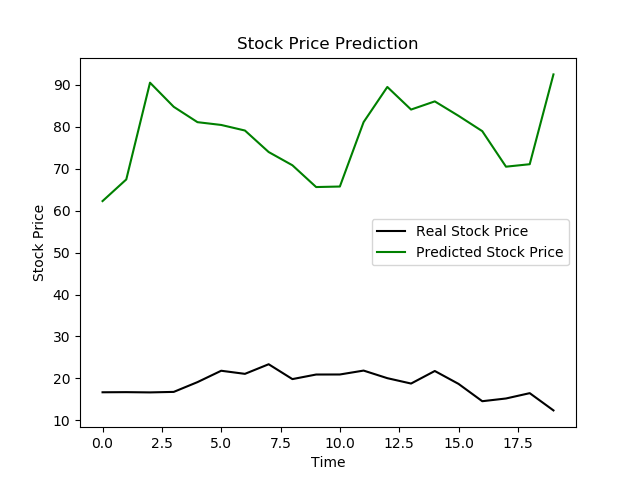 Stock Price Prediction
Stock Price
90
80
70
60
50
40
30
20
10
Real Stock Price
Predicted Stock Price
0.0 2.5 5.0 7.5 10.0 12.5 15.0 17.5
Time